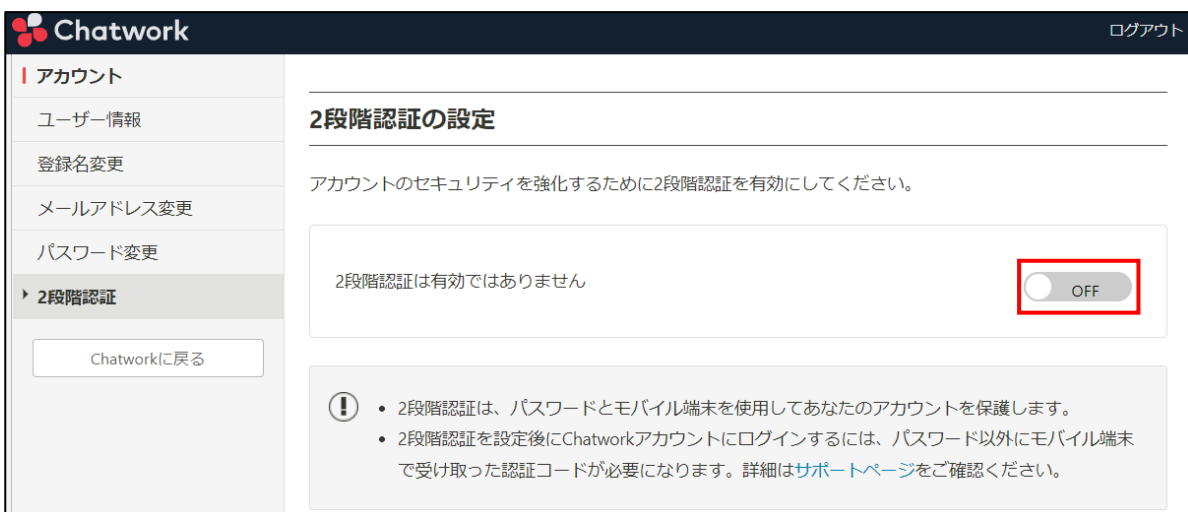 Chatwork
ログアウト
アカウント
ユーザー情報
登録名変更
メールアドレス変更
パスワード変更
2段階認証
Chatworkに戻る
2段階認証の設定
アカウントのセキュリティを強化するために2段階認証を有効にしてください。
2段階認証は有効ではありません
OFF
• 2段階認証は、パスワードとモバイル端末を使用してあなたのアカウントを保護します。
• 2段階認証を設定後にChatworkアカウントにログインするには、パスワード以外にモバイル端末
で受け取った認証コードが必要になります。詳細はサポートページをご確認ください。